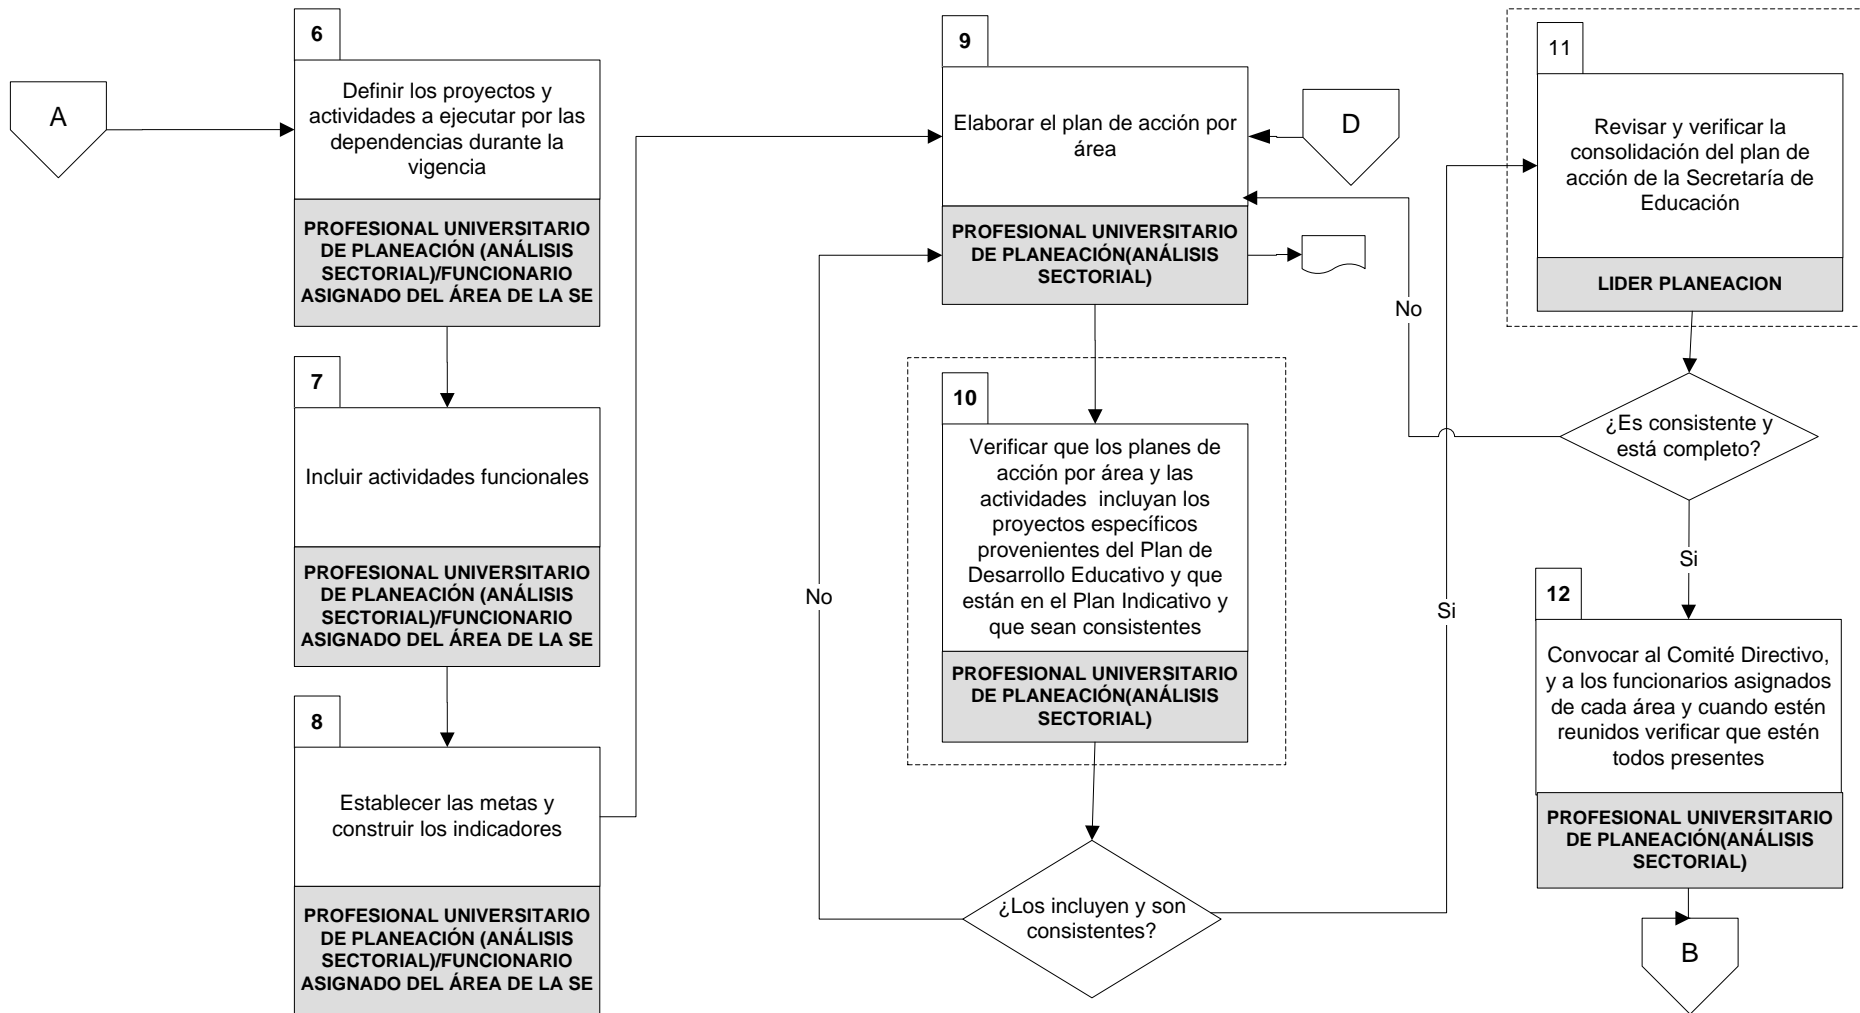 A
6
Definir los proyectos y
actividades a ejecutar por las
dependencias durante la
vigencia
PROFESIONAL UNIVERSITARIO
DE PLANEACIÓN (ANÁLISIS
SECTORIAL)/FUNCIONARIO
ASIGNADO DEL ÁREA DE LA SE
7
Incluir actividades funcionales
PROFESIONAL UNIVERSITARIO
DE PLANEACIÓN (ANÁLISIS
SECTORIAL)/FUNCIONARIO
ASIGNADO DEL ÁREA DE LA SE
8
Establecer las metas y
construir los indicadores
PROFESIONAL UNIVERSITARIO
DE PLANEACIÓN (ANÁLISIS
SECTORIAL)/FUNCIONARIO
ASIGNADO DEL ÁREA DE LA SE
9
Elaborar el plan de acción por
área
PROFESIONAL UNIVERSITARIO
DE PLANEACIÓN(ANÁLISIS
SECTORIAL)
D
10
Verificar que los planes de
acción por área y las
actividades  incluyan los
proyectos específicos
provenientes del Plan de
Desarrollo Educativo y que
están en el Plan Indicativo y
que sean consistentes
PROFESIONAL UNIVERSITARIO
DE PLANEACIÓN(ANÁLISIS
SECTORIAL)
¿Los incluyen y son
consistentes?
No
Si
11
Revisar y verificar la
consolidación del plan de
acción de la Secretaría de
Educación
LIDER PLANEACION
¿Es consistente y
está completo?
No
Si
12
Convocar al Comité Directivo,
y a los funcionarios asignados
de cada área y cuando estén
reunidos verificar que estén
todos presentes
PROFESIONAL UNIVERSITARIO
DE PLANEACIÓN(ANÁLISIS
SECTORIAL)
B